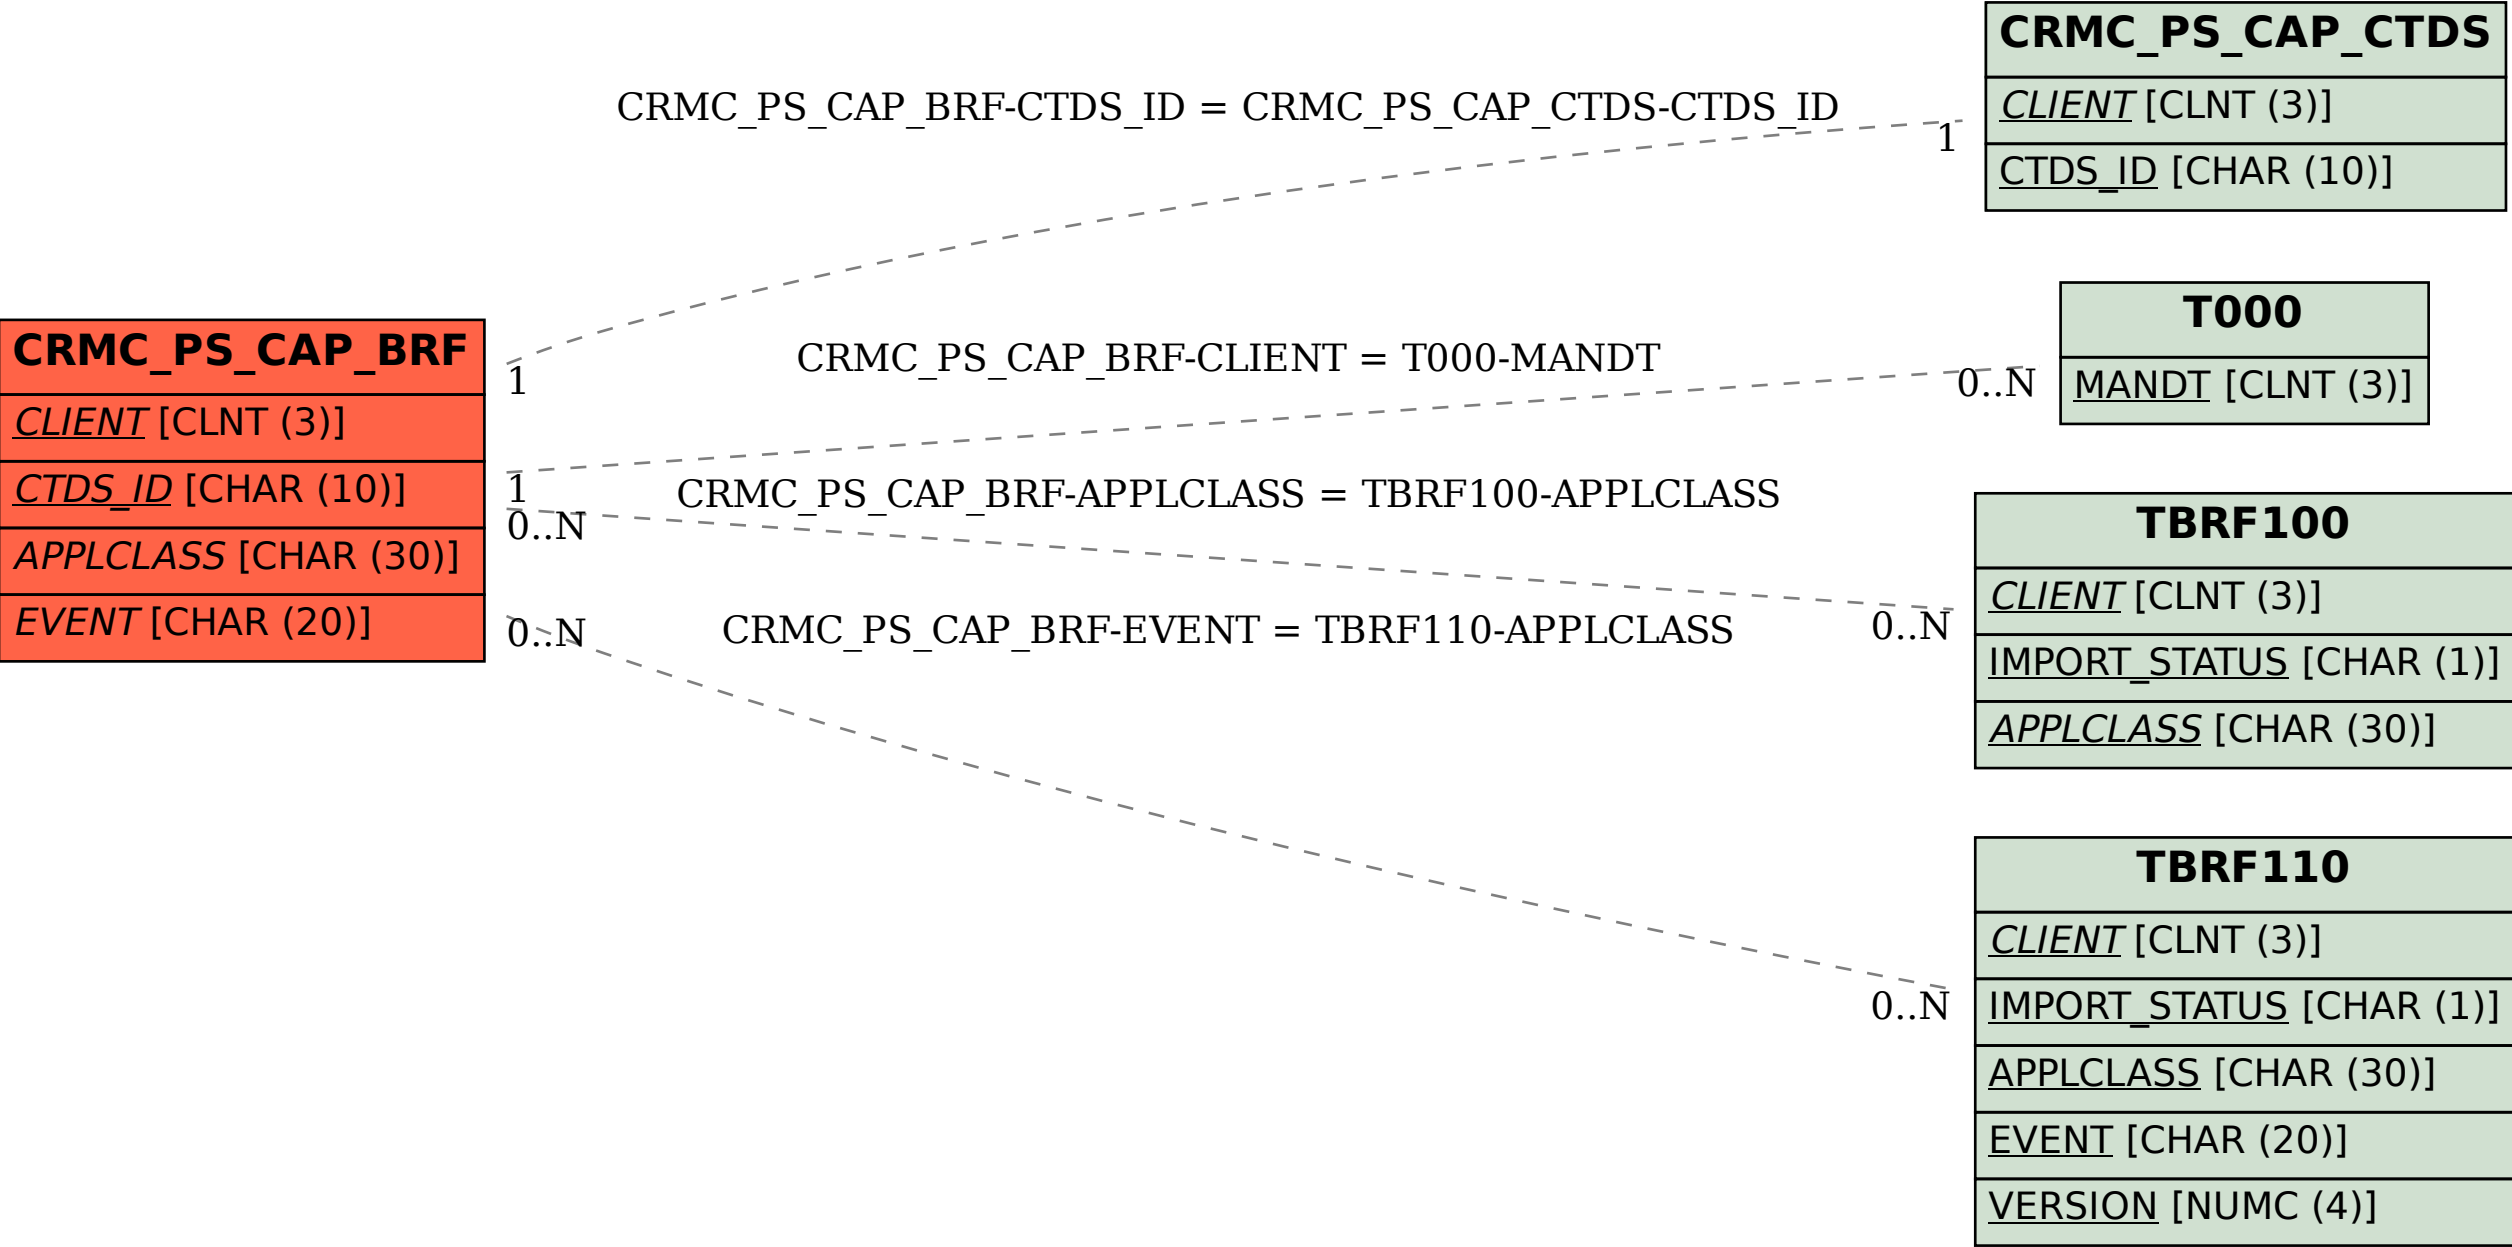 CRMC_PS_CAP_CTDS
CLIENT [CLNT (3)]
CTDS_ID [CHAR (10)]
CRMC_PS_CAP_BRF-CTDS_ID = CRMC_PS_CAP_CTDS-CTDS_ID
1
1
T000
MANDT [CLNT (3)]
CRMC_PS_CAP_BRF-CLIENT = T000-MANDT
0..N
1
CRMC_PS_CAP_BRF
CLIENT [CLNT (3)]
CTDS_ID [CHAR (10)]
APPLCLASS [CHAR (30)]
EVENT [CHAR (20)]
CRMC_PS_CAP_BRF-APPLCLASS = TBRF100-APPLCLASS
0..N
0..N
TBRF100
CLIENT [CLNT (3)]
IMPORT_STATUS [CHAR (1)]
APPLCLASS [CHAR (30)]
CRMC_PS_CAP_BRF-EVENT = TBRF110-APPLCLASS
0..N
0..N
TBRF110
CLIENT [CLNT (3)]
IMPORT_STATUS [CHAR (1)]
APPLCLASS [CHAR (30)]
EVENT [CHAR (20)]
VERSION [NUMC (4)]